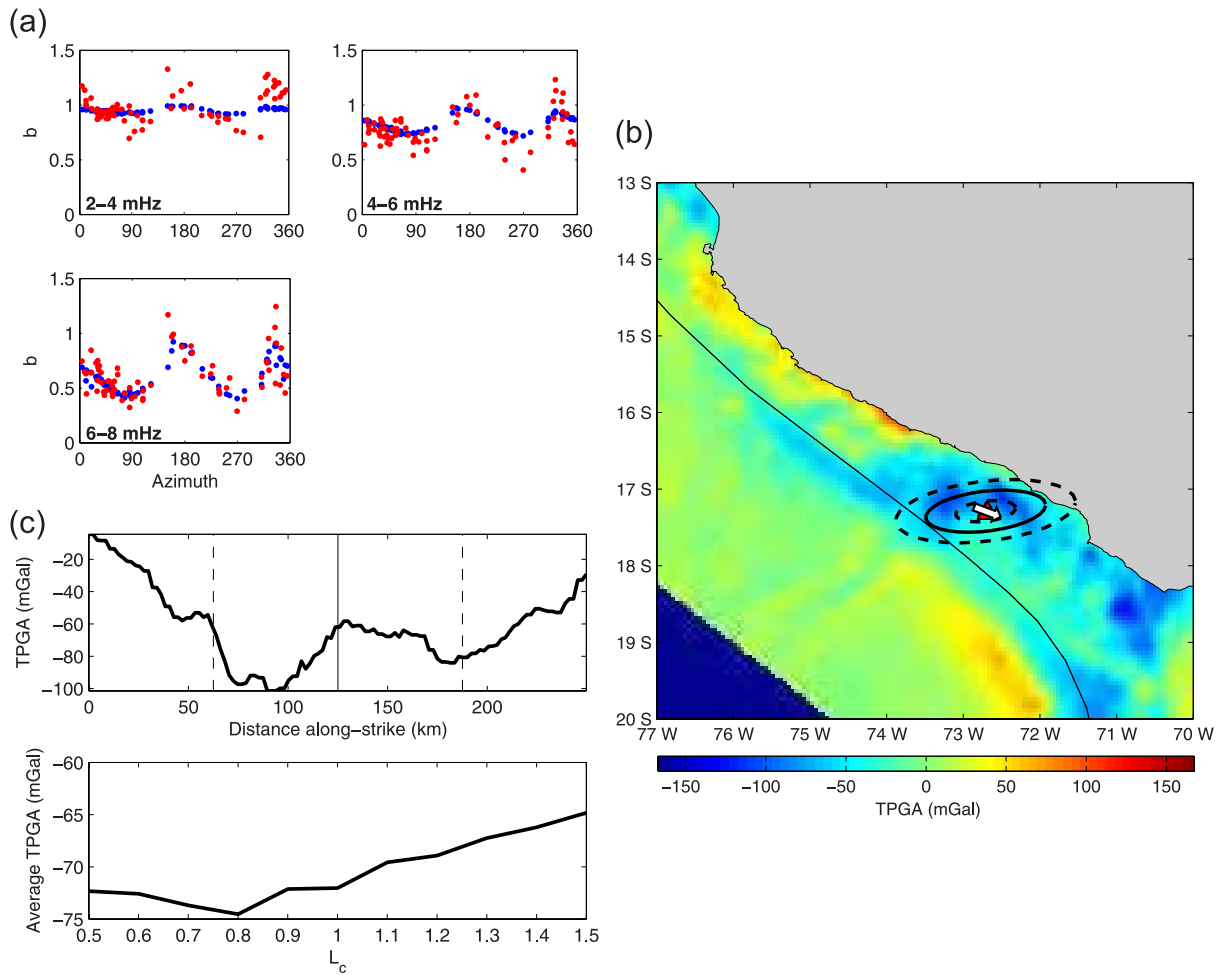 (a)
1.5
1
0.5
0
b
0 90 180 270 360
2–4 mHz
1.5
1
0.5
0
0 90 180 270 360
4–6 mHz
1.5
1
0.5
0
b
0 90 180 270 360
6–8 mHz
Azimuth
(b)
13 S
14 S
15 S
16 S
17 S
18 S
19 S
20 S
77 W 76 W 75 W 74 W 73 W 72 W 71 W 70 W
−150 −100 −50 0 50 100 150
TPGA (mGal)
(c)
−20
−40
−60
−80
−100
TPGA (mGal)
0 50 100 150 200
Distance along−strike (km)
−60
−65
−70
−75
Average TPGA (mGal)
0.5 0.6 0.7 0.8 0.9 1 1.1 1.2 1.3 1.4 1.5
Lc